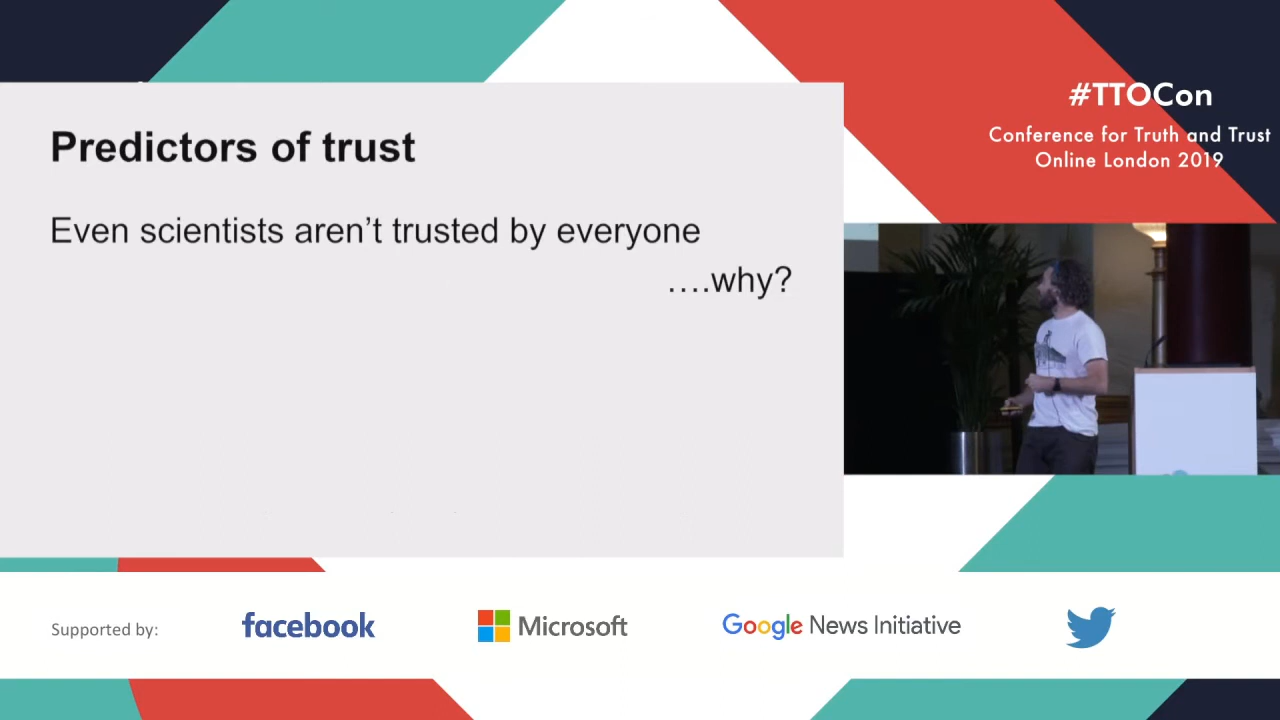 Predictors of trust
Even scientists aren’t trusted by everyone
....why?
#TTOCon
Conference for Truth and Trust
Online London 2019
Supported by:
facebook
Microsoft
Google News Initiative